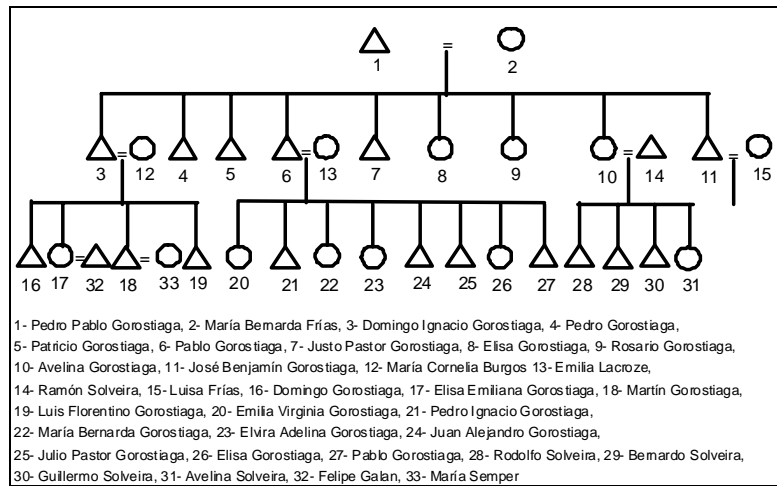 1 = 2
3 = 12 4 5 6 = 13 7 8 9 10 = 14 11 = 15
16 17 = 32 18 = 33 19 20 21 22 23 24 25 26 27 28 29 30 31
1- Pedro Pablo Gorostiaga, 2- María Bernarda Frías, 3- Domingo Ignacio Gorostiaga, 4- Pedro Gorostiaga,
5- Patricio Gorostiaga, 6- Pablo Gorostiaga, 7- Justo Pastor Gorostiaga, 8- Elisa Gorostiaga, 9- Rosario Gorostiaga,
10- Avelina Gorostiaga, 11- José Benjamín Gorostiaga, 12- María Cornelia Burgos 13- Emilia Lacroze,
14- Ramón Solveira, 15- Luisa Frías, 16- Domingo Gorostiaga, 17- Elisa Emiliana Gorostiaga, 18- Martín Gorostiaga,
19- Luis Florentino Gorostiaga, 20- Emilia Virginia Gorostiaga, 21- Pedro Ignacio Gorostiaga,
22- María Bernarda Gorostiaga, 23- Elvira Adelina Gorostiaga, 24- Juan Alejandro Gorostiaga,
25- Julio Pastor Gorostiaga, 26- Elisa Gorostiaga, 27- Pablo Gorostiaga, 28- Rodolfo Solveira, 29- Bernardo Solveira,
30- Guillermo Solveira, 31- Avelina Solveira, 32- Felipe Galan, 33- María Semper